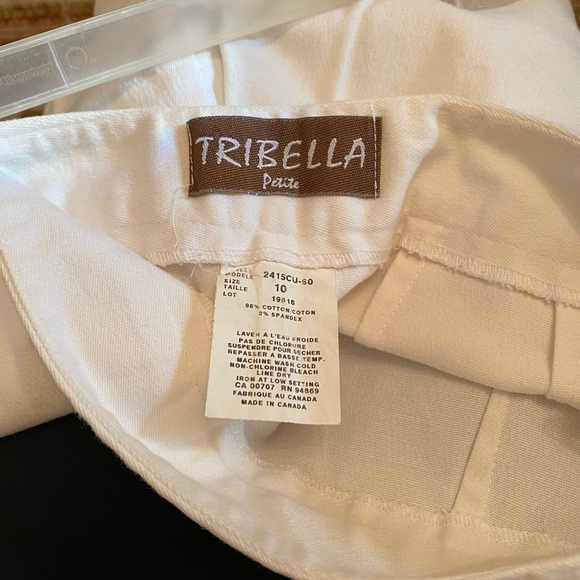 TRIBELLA
Petite
MODELE 2415CU-60
SIZE
TAILLE 10
LOT 19918
98% COTTON/COTON
2% SPANDEX
LAVER A L'EAU FROIDE
PAS DE CHLORURE
SUSPENDRE POUR SECHER
REPASSER A BASSE TEMP.
MACHINE WASH COLD
NON-CHLORINE BLEACH
LINE DRY
IRON AT LOW SETTING
CA 00707 RN 94869
FABRIQUE AU CANADA
MADE IN CANADA